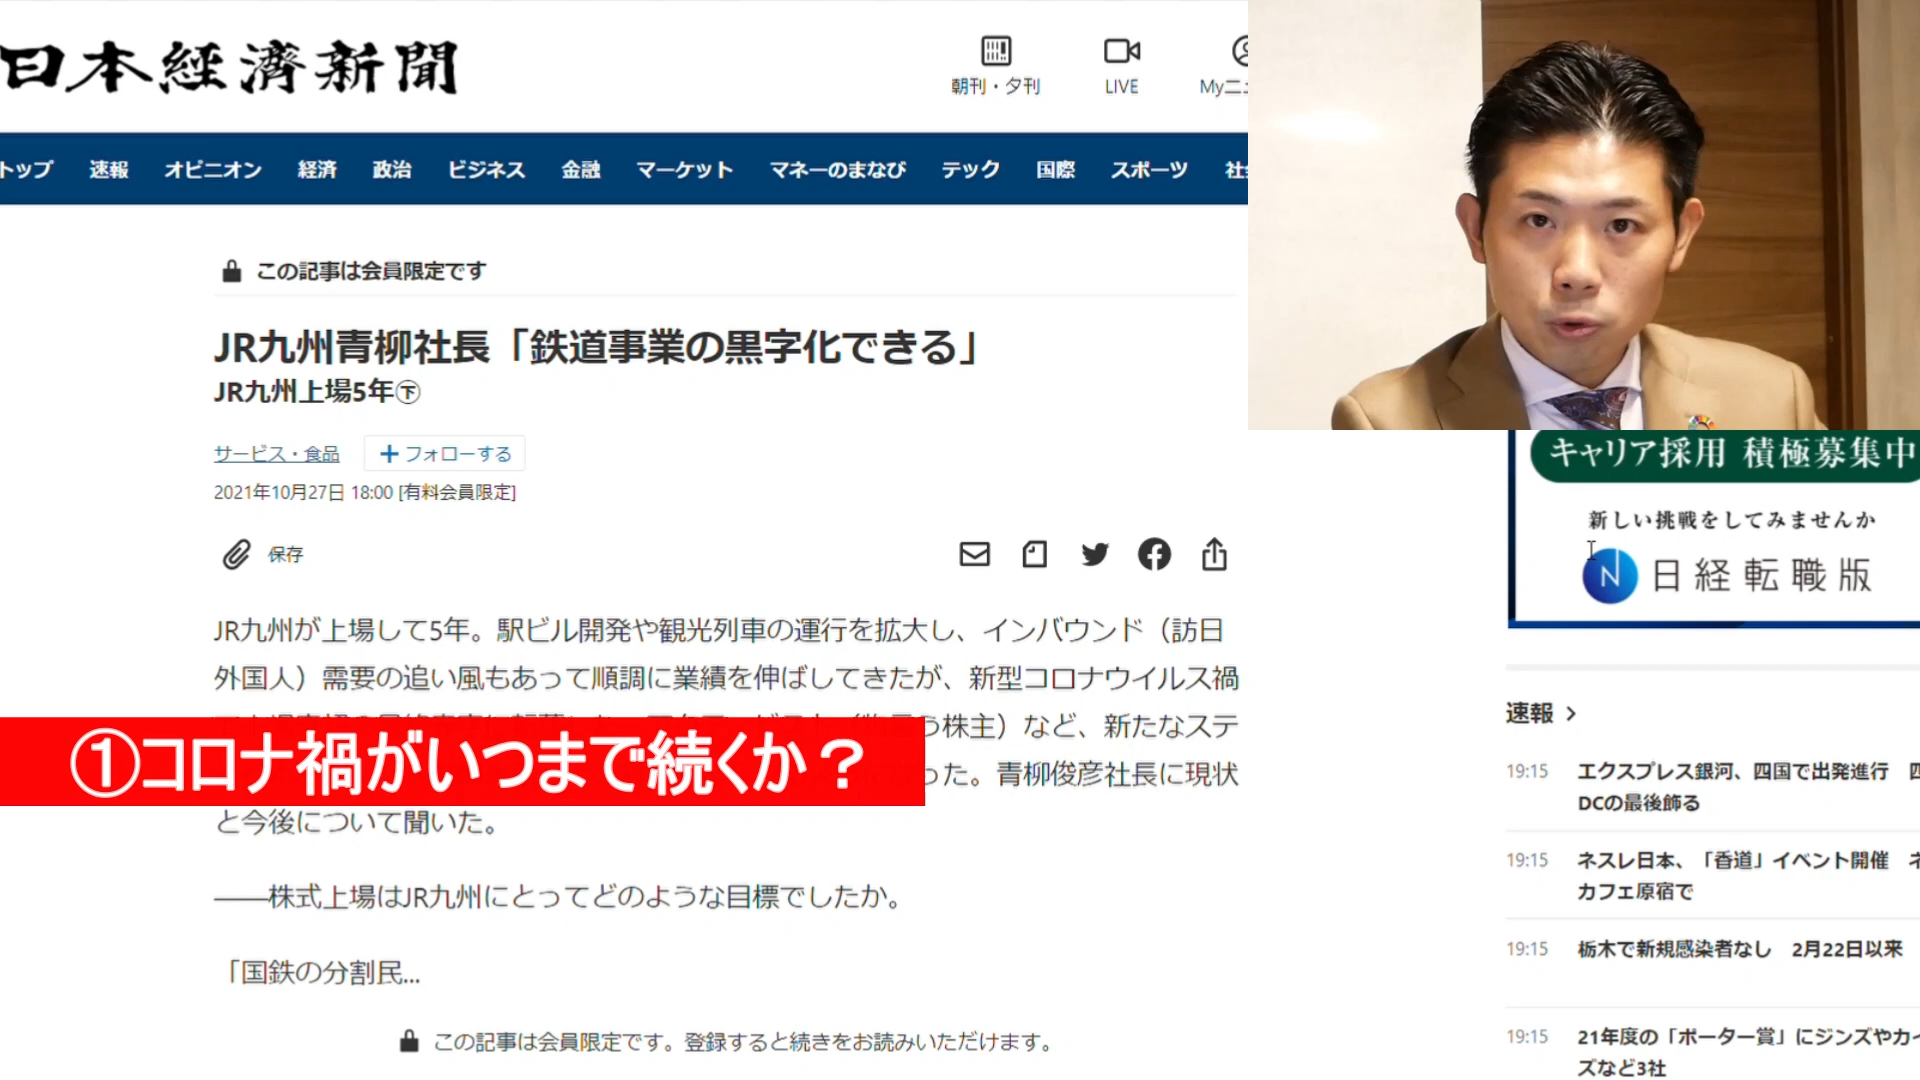 日本経済新聞
朝刊・夕刊
LIVE
Myニュ
トップ 速報 オピニオン 経済 政治 ビジネス 金融 マーケット マネーのまなび テック 国際 スポーツ
この記事は会員限定です
JR九州青柳社長「鉄道事業の黒字化できる」
JR九州上場5年㊦
サービス・食品 +フォローする
2021年10月27日 18:00 [有料会員限定]
保存
JR九州が上場して5年。駅ビル開発や観光列車の運行を拡大し、インバウンド（訪日
外国人）需要の追い風もあって順調に業績を伸ばしてきたが、新型コロナウイルス禍
う株主）など、新たなステ
った。青柳俊彦社長に現状
と今後について聞いた。
①コロナ禍がいつまで続くか？
――株式上場はJR九州にとってどのような目標でしたか。
「国鉄の分割民...
この記事は会員限定です。登録すると続きをお読みいただけます。
キャリア採用 積極募集中
新しい挑戦をしてみませんか
N 日経転職版
速報 >
19:15 エクスプレス銀河、四国で出発進行
DCの最後飾る
19:15 ネスレ日本、「香道」イベント開催
カフェ原宿で
19:15 栃木で新規感染者なし 2月22日以来
19:15 21年度の「ポーター賞」にジンズやカイ
ズなど3社